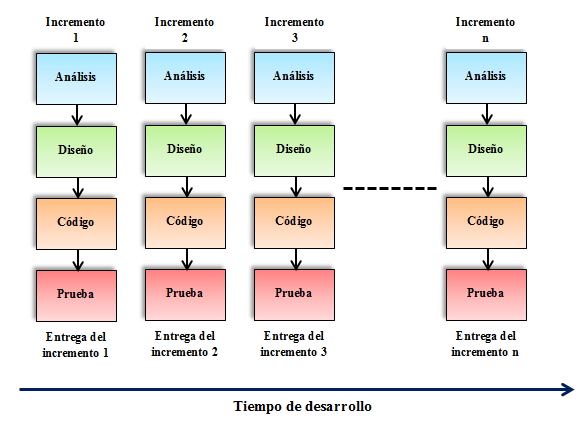 Incremento
1
Incremento
2
Incremento
3
Incremento
n
Análisis
Análisis
Análisis
Análisis
Diseño
Diseño
Diseño
Diseño
Código
Código
Código
Código
Prueba
Prueba
Prueba
Prueba
Entrega del
incremento 1
Entrega del
incremento 2
Entrega del
incremento 3
Entrega del
incremento n
Tiempo de desarrollo